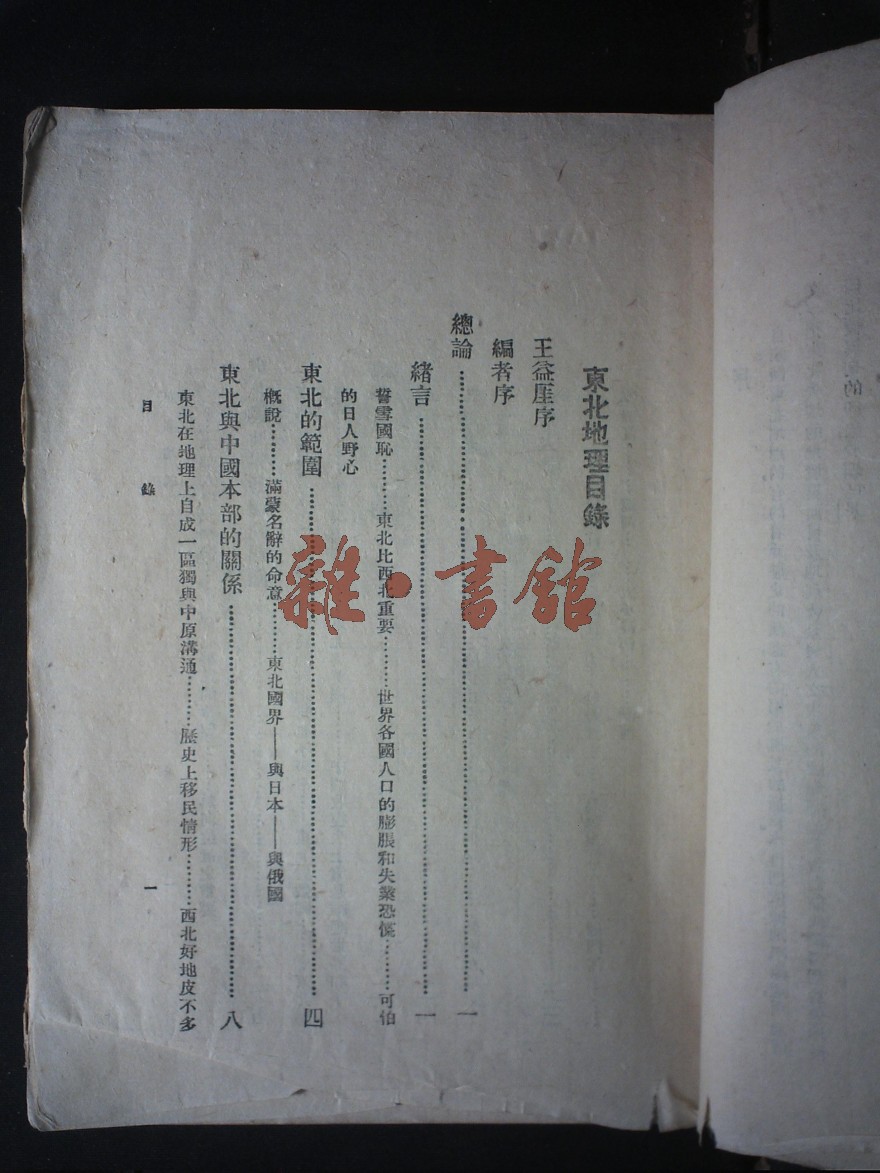 東北地理目錄
王益厓序
編者序
總論……………………一
緒言……………………一
誓雪國恥………東北比西北重要………世界各國人口的膨脹和失業恐慌………可怕
的日人野心
東北的範圍……………………四
概說………滿蒙名辭的命意………東北國界——與日本——與俄國
東北與中國本部的關係……………………八
東北在地理上自成一區獨與中原溝通………歷史上移民情形………西北好地皮不多
目錄 一
雜·書館
的